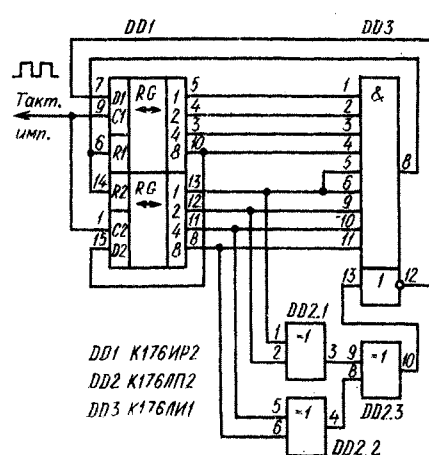 DD1 DD3
7 D1 RG 1 5 1 &
Такт. 9 C1 2 4 2
имп. 4 3 3
6 R1 8 10 4
5 8
14 R2 RG 1 13 6
2 12 9
1 C2 4 11 10
15 D2 8 8 11
13 1 12
DD2.1
1 =1 3 9 =1 10
2 8
DD2.3
5 =1 4
6
DD2.2
DD1 К176ИР2
DD2 К176ЛП2
DD3 К176ЛИ1